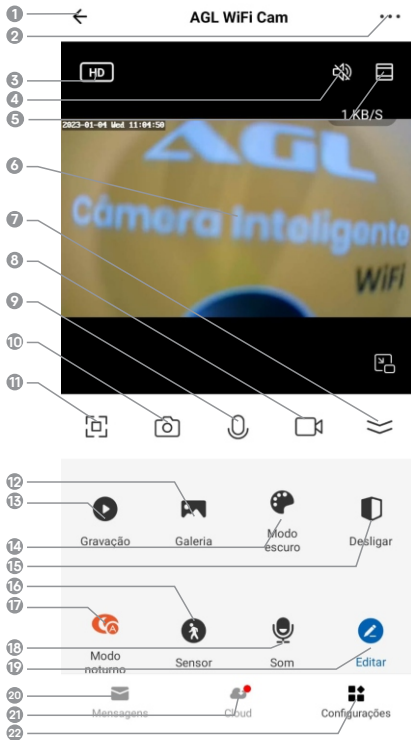 1
AGL WiFi Cam
2
3
HD
4
5
1 KB/S
2023-01-04 Wed 11:04:50
AGL
6
Câmera inteligente
7
WiFi
8
9
10
11
12
13
Gravação
Galeria
Modo
escuro
Desligar
14
15
16
17
18
Modo
noturno
Sensor
Som
Editar
19
20
Mensagens
Cloud
Configurações
21
22